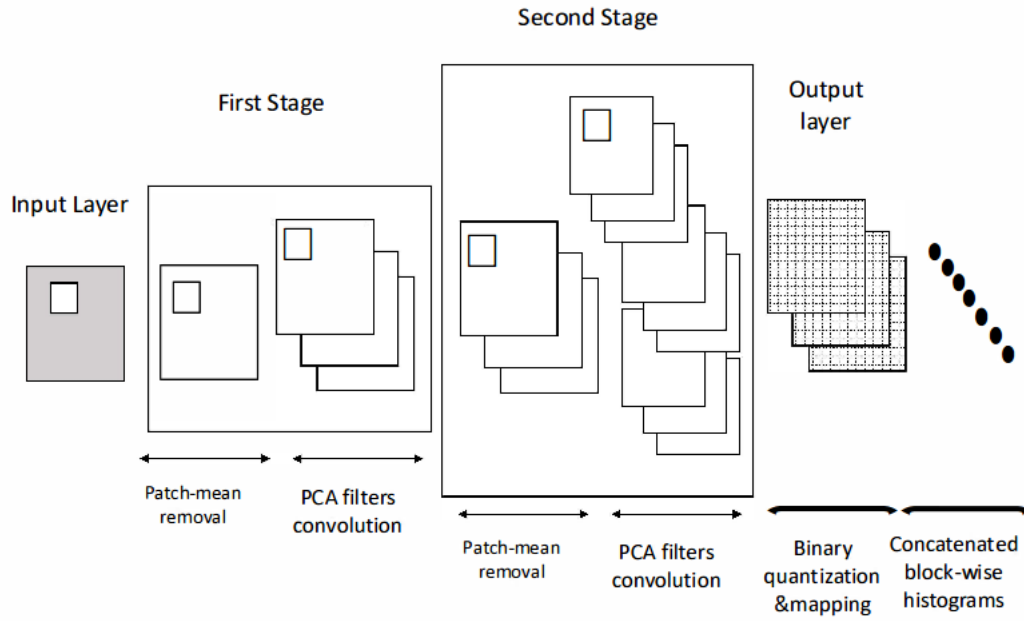 Second Stage
First Stage
Output
layer
Input Layer
Patch-mean
removal
PCA filters
convolution
Patch-mean
removal
PCA filters
convolution
Binary
quantization
&mapping
Concatenated
block-wise
histograms